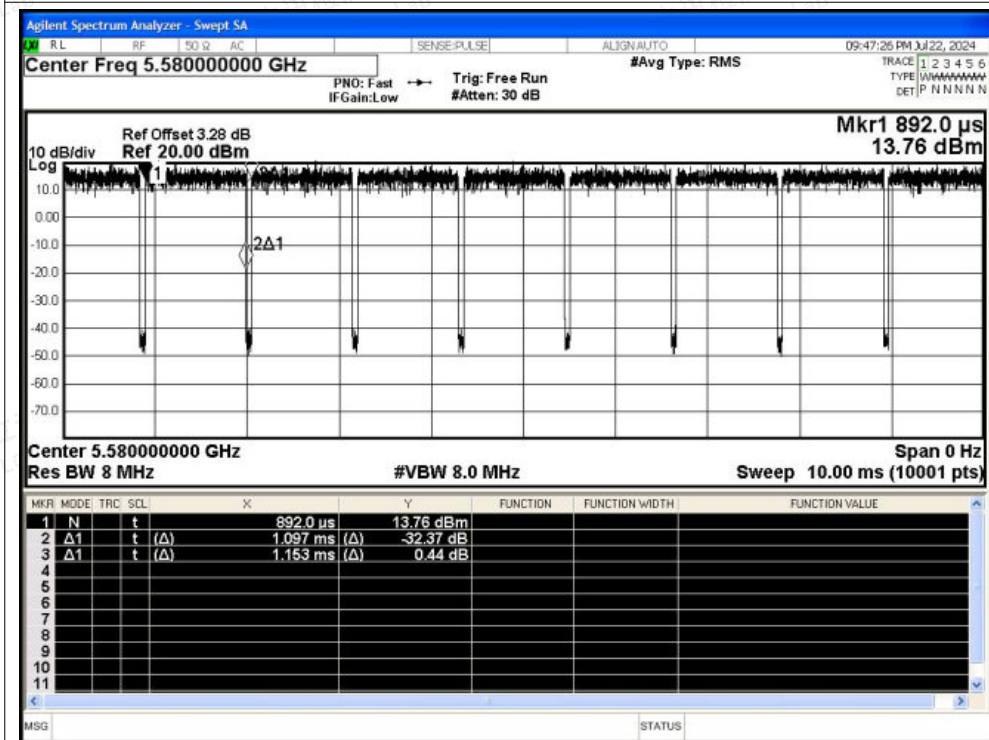 Agilent Spectrum Analyzer - Swept SA
LXI RL RF 50 Ω AC SENSE:PULSE ALIGN AUTO 09:47:26 PM Jul 22, 2024
Center Freq 5.580000000 GHz #Avg Type: RMS TRACE 1 2 3 4 5 6
PNO: Fast Trig: Free Run TYPE
IFGain:Low #Atten: 30 dB DET P N N N N N
Mkr1 892.0 µs
Ref Offset 3.28 dB
10 dB/div Ref 20.00 dBm 13.76 dBm
Log
1
10.0
0.00
-10.0 2Δ1
-20.0
-30.0
-40.0
-50.0
-60.0
-70.0
Center 5.580000000 GHz Span 0 Hz
Res BW 8 MHz #VBW 8.0 MHz Sweep 10.00 ms (10001 pts)
MKR MODE TRC SCL X Y FUNCTION FUNCTION WIDTH FUNCTION VALUE
1 N t 892.0 µs 13.76 dBm
2 Δ1 t (Δ) 1.097 ms (Δ) -32.37 dB
3 Δ1 t (Δ) 1.153 ms (Δ) 0.44 dB
4
5
6
7
8
9
10
11
MSG STATUS